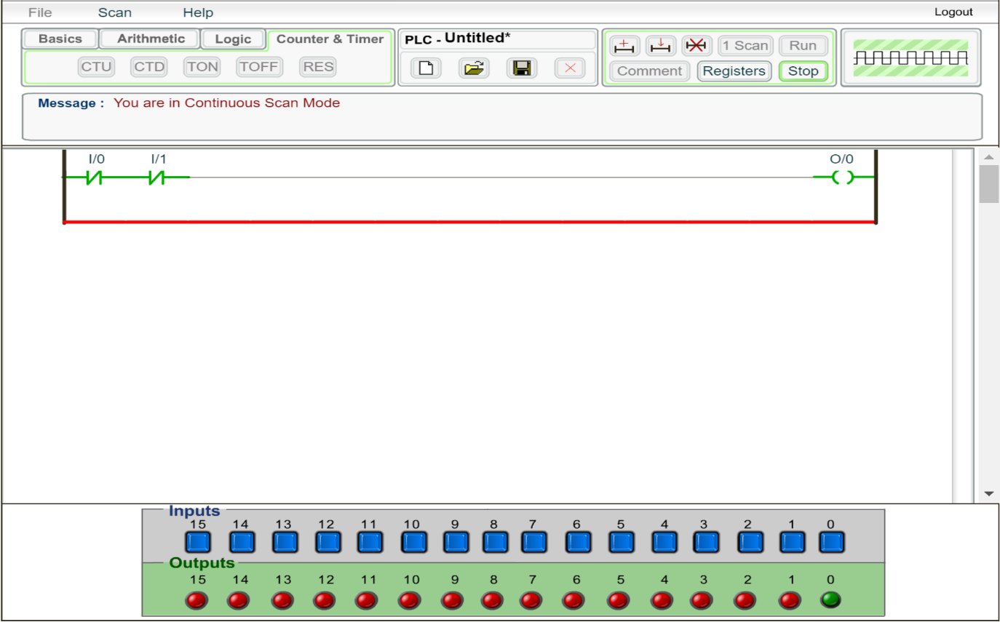 File Scan Help Logout
Basics Arithmetic Logic Counter & Timer
CTU CTD TON TOFF RES
PLC - Untitled*
1 Scan Run
Comment Registers Stop
Message : You are in Continuous Scan Mode
I/0 I/1 O/0
Inputs
15 14 13 12 11 10 9 8 7 6 5 4 3 2 1 0
Outputs
15 14 13 12 11 10 9 8 7 6 5 4 3 2 1 0